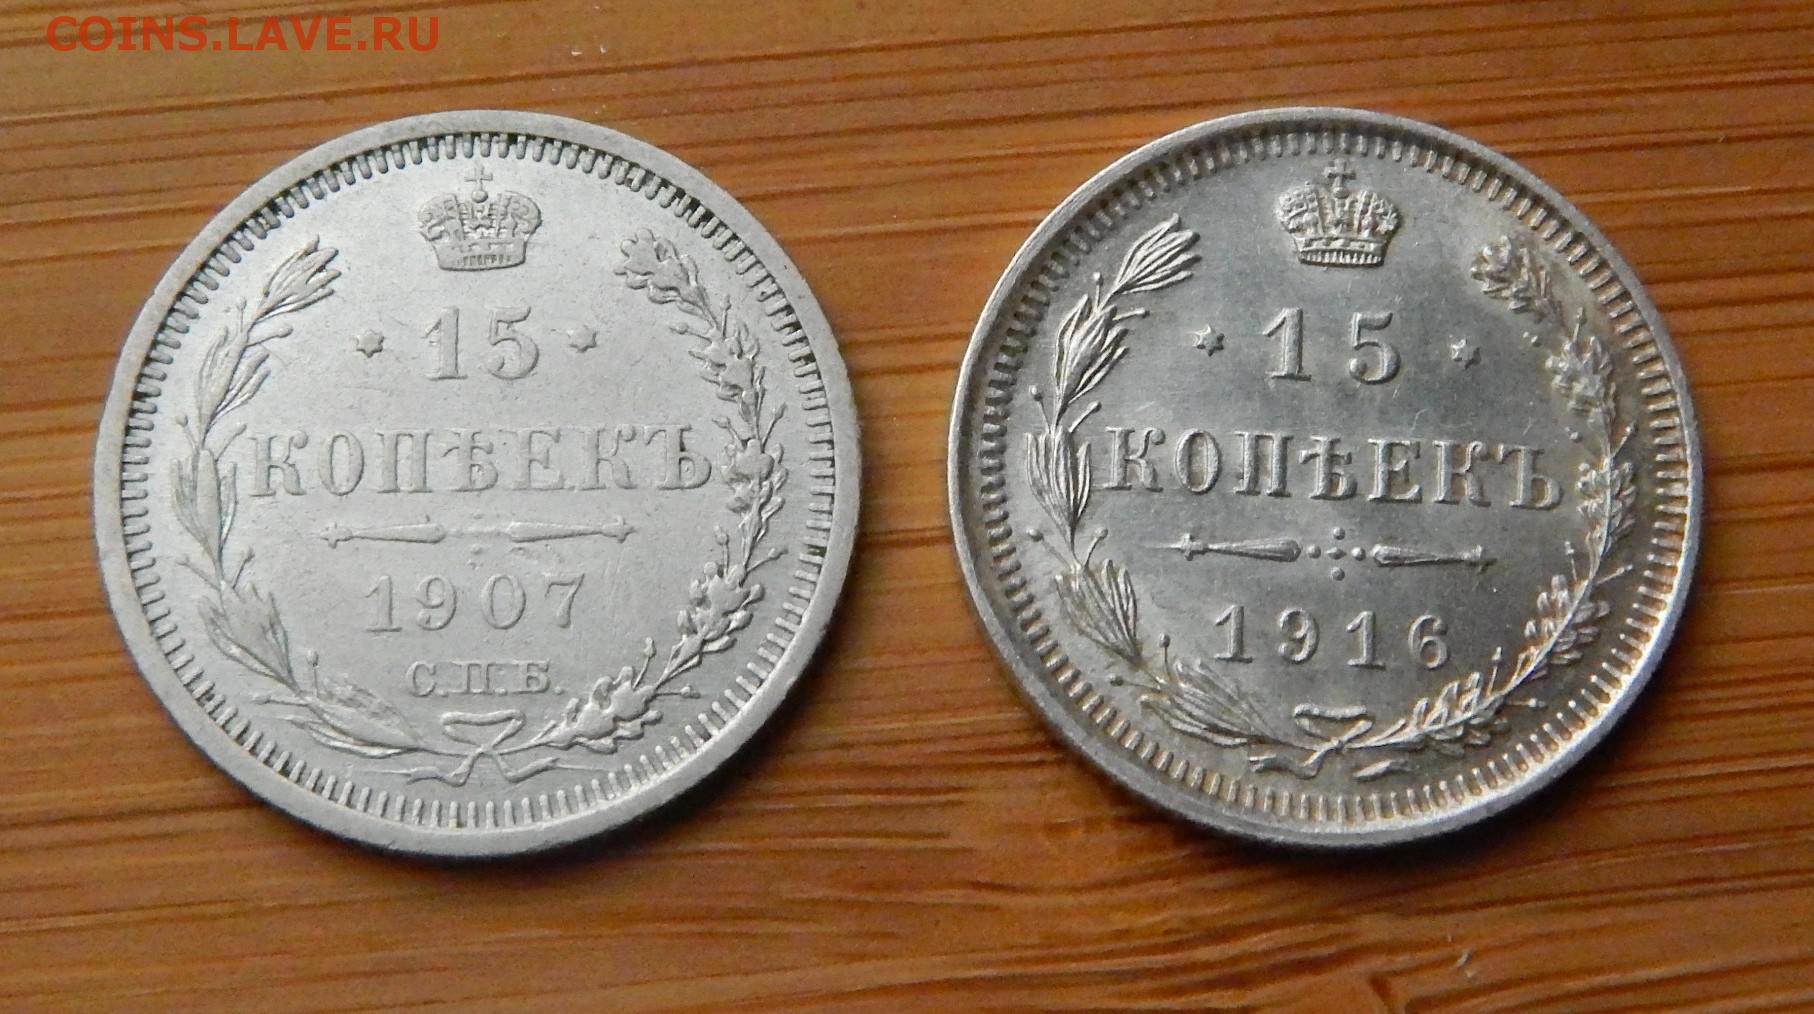 COINS.LAVE.RU
15
КОПѢЕКЪ
1907
С.П.Б.
15
КОПѢЕКЪ
1916